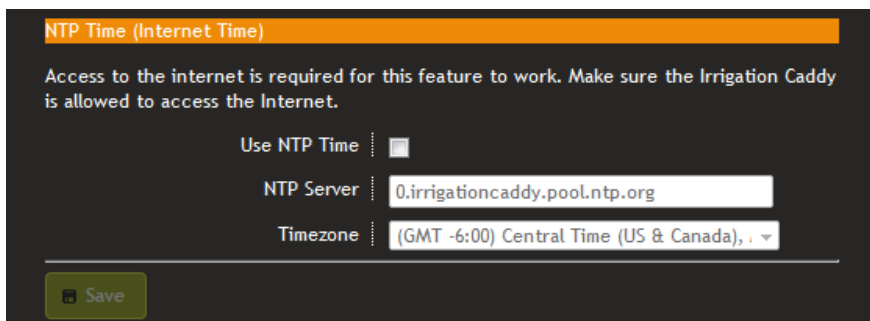 NTP Time (Internet Time)
Access to the internet is required for this feature to work. Make sure the Irrigation Caddy
is allowed to access the Internet.
Use NTP Time
NTP Server
0.irrigationcaddy.pool.ntp.org
Timezone
(GMT -6:00) Central Time (US & Canada),
Save